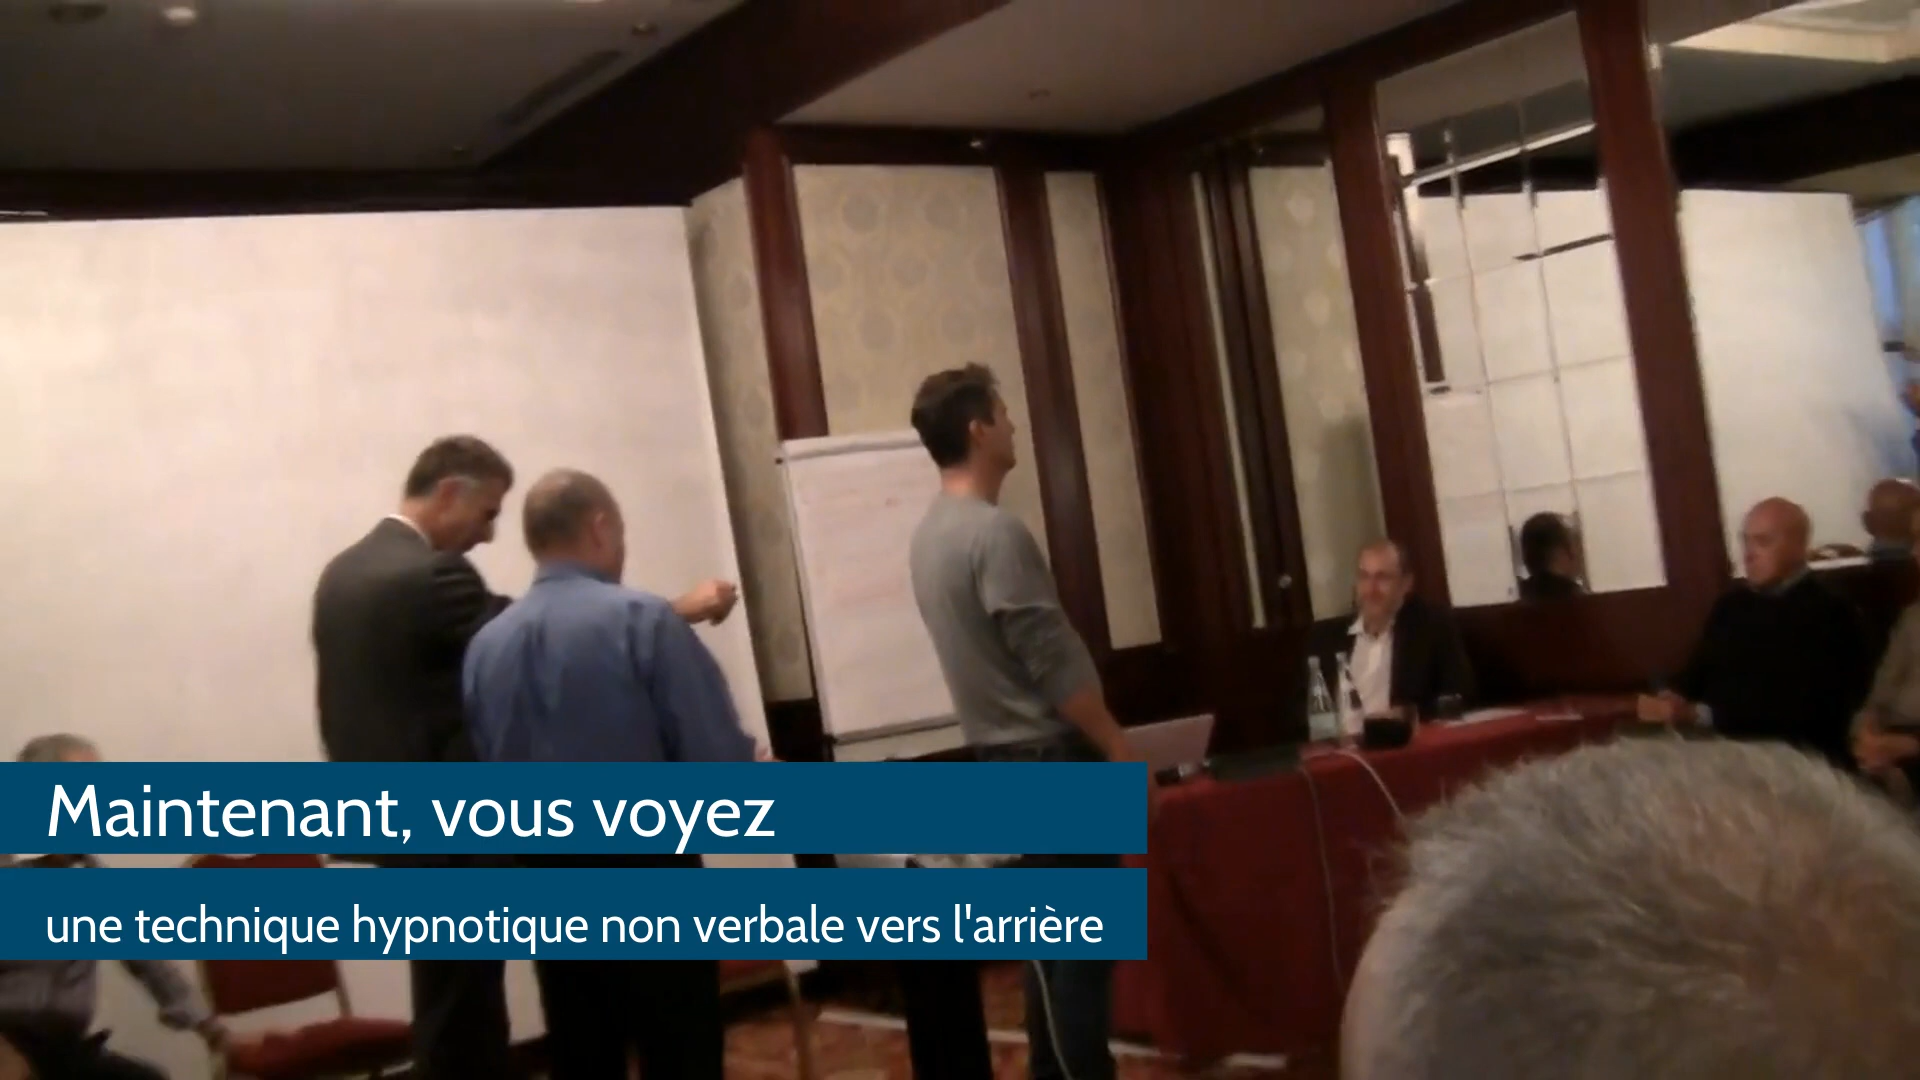 Maintenant, vous voyez
une technique hypnotique non verbale vers l'arrière